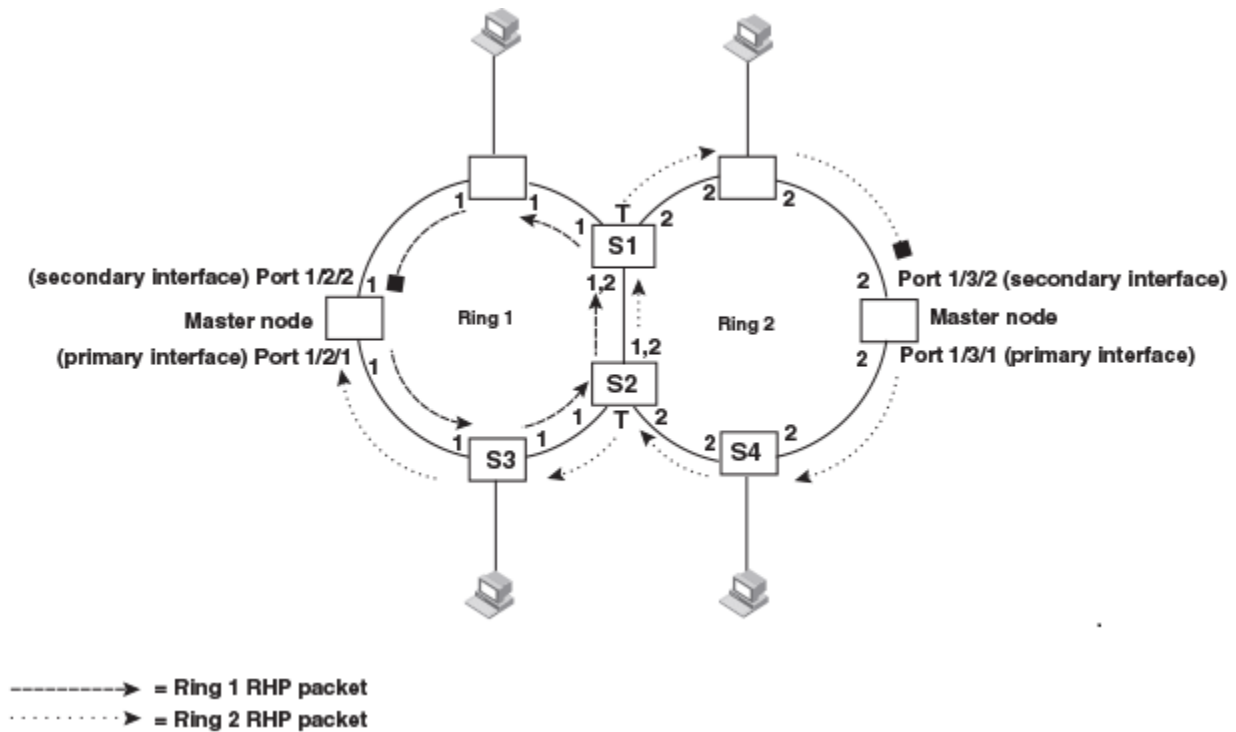 1
1
T
2
2
2
1
S1
(secondary interface) Port 1/2/2
1
1,2
2
Port 1/3/2 (secondary interface)
Master node
Ring 1
Ring 2
Master node
(primary interface) Port 1/2/1
1
1,2
2
Port 1/3/1 (primary interface)
S2
1
T
2
1
1
2
2
S3
S4
= Ring 1 RHP packet
= Ring 2 RHP packet